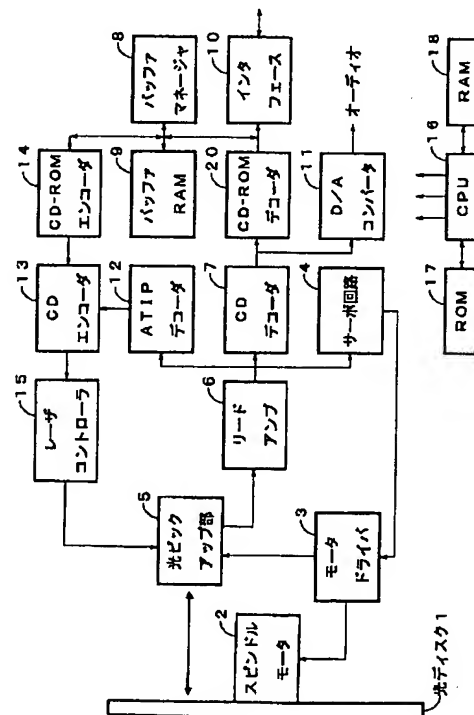 14
CD-ROM
エンコーダ
8
バッファ
マネージャ
9
バッファ
RAM
10
インタ
フェース
13
CD
エンコーダ
12
ATIP
デコーダ
20
CD-ROM
デコーダ
15
レーザ
コントローラ
7
CD
デコーダ
11
D/A
コンバータ
オーディオ
6
リード
アンプ
4
サーボ回路
5
光ピック
アップ部
3
モータ
ドライバ
2
スピンドル
モータ
光ディスク1
17
ROM
16
CPU
18
RAM